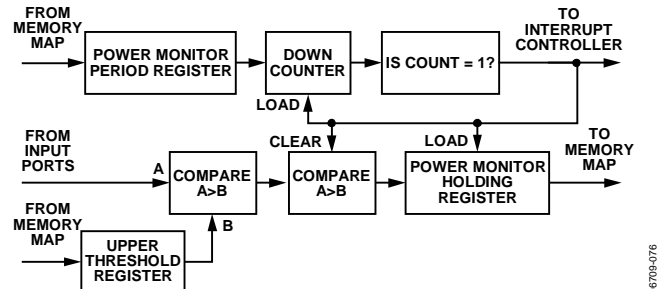 FROM
MEMORY
MAP
POWER MONITOR
PERIOD REGISTER
DOWN
COUNTER
IS COUNT = 1?
TO
INTERRUPT
CONTROLLER
LOAD
FROM
INPUT
PORTS
A
COMPARE
A>B
CLEAR
COMPARE
A>B
LOAD
POWER MONITOR
HOLDING
REGISTER
TO
MEMORY
MAP
FROM
MEMORY
MAP
B
UPPER
THRESHOLD
REGISTER
6709-076